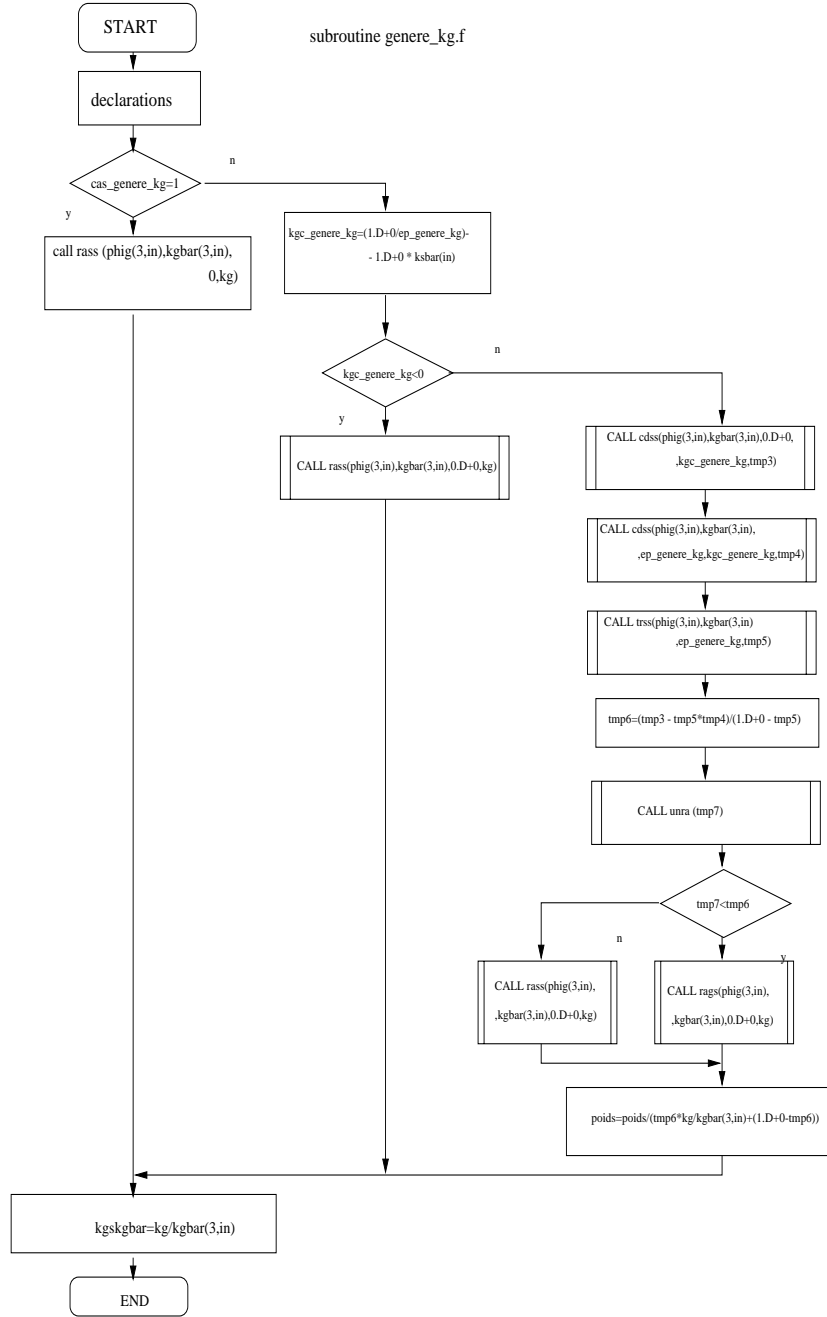 START
subroutine genere_kg.f
declarations
cas_genere_kg=1
n
y
call rass (phig(3,in),kgbar(3,in),
0,kg)
kgc_genere_kg=(1.D+0/ep_genere_kg)-
- 1.D+0 * ksbar(in)
kgc_genere_kg<0
n
y
CALL rass(phig(3,in),kgbar(3,in),0.D+0,kg)
CALL cdss(phig(3,in),kgbar(3,in),0.D+0,
,kgc_genere_kg,tmp3)
CALL cdss(phig(3,in),kgbar(3,in),
,ep_genere_kg,kgc_genere_kg,tmp4)
CALL trss(phig(3,in),kgbar(3,in)
,ep_genere_kg,tmp5)
tmp6=(tmp3 - tmp5*tmp4)/(1.D+0 - tmp5)
CALL unra (tmp7)
tmp7<tmp6
n
y
CALL rass(phig(3,in),
,kgbar(3,in),0.D+0,kg)
CALL rags(phig(3,in),
,kgbar(3,in),0.D+0,kg)
poids=poids/(tmp6*kg/kgbar(3,in)+(1.D+0-tmp6))
kgskgbar=kg/kgbar(3,in)
END